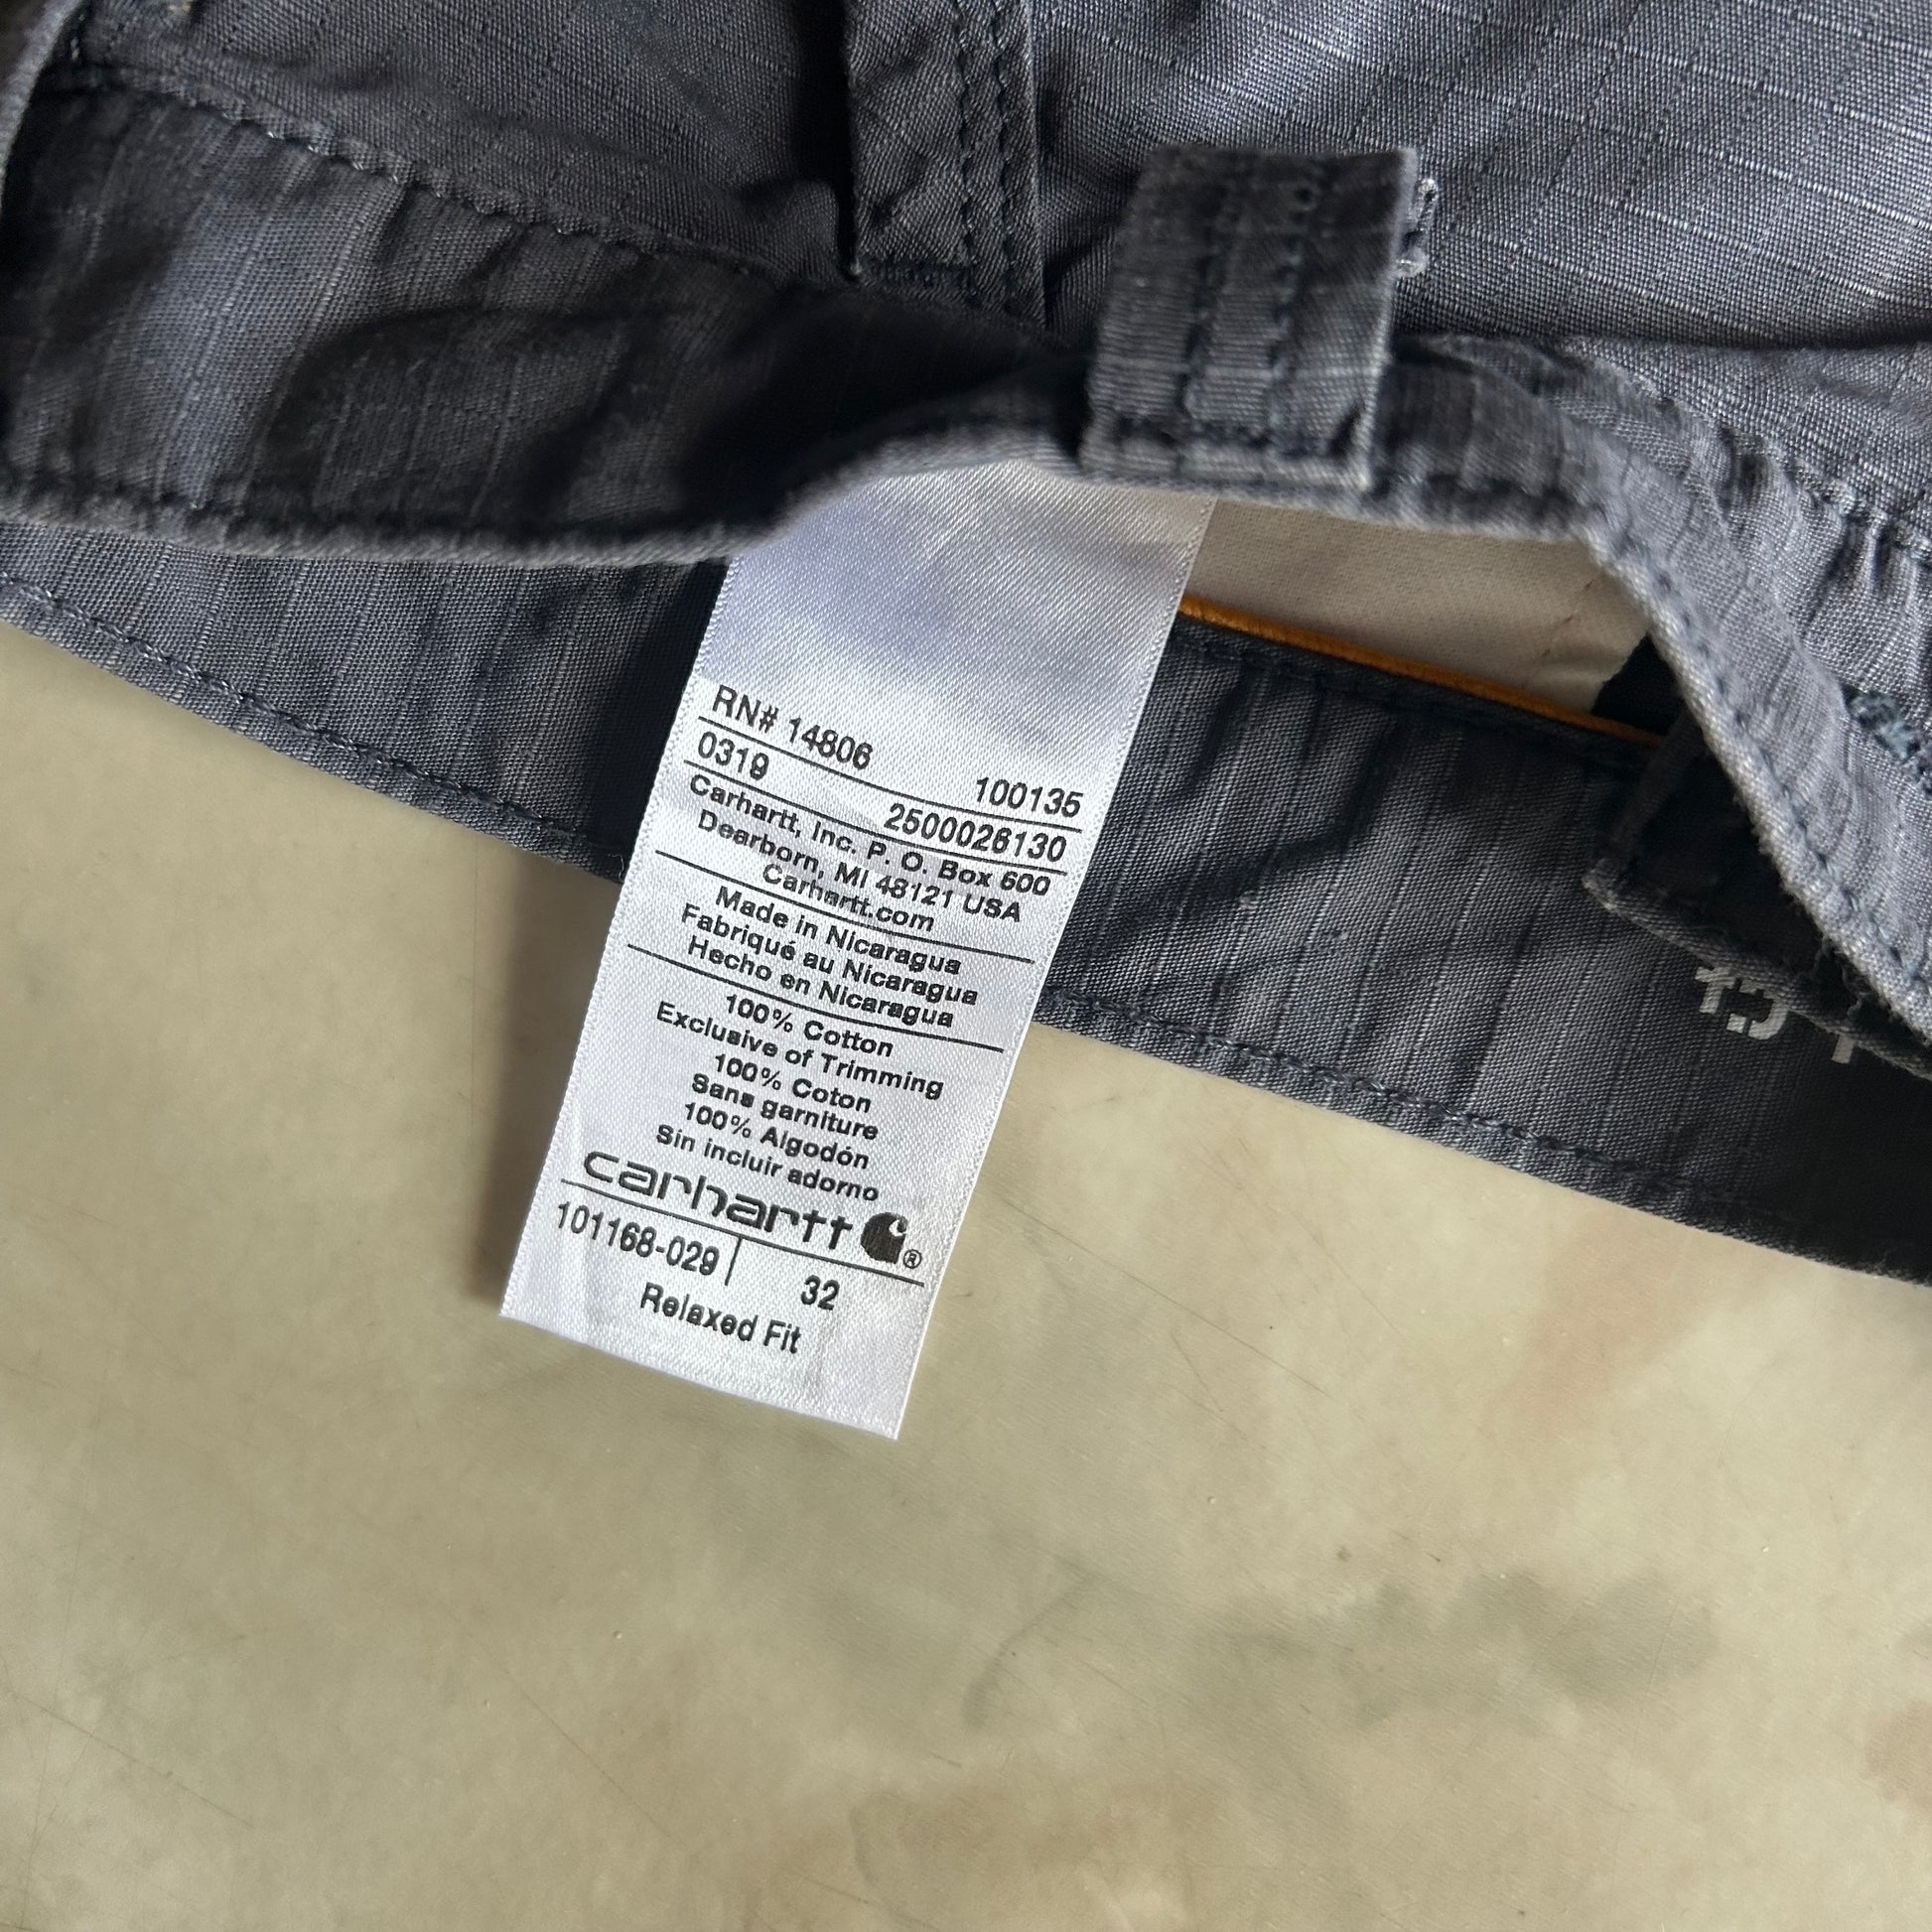 RN# 14806 100135
0319 2500026130
Carhartt, Inc. P. O. Box 600
Dearborn, MI 48121 USA
Carhartt.com
Made in Nicaragua
Fabriqué au Nicaragua
Hecho en Nicaragua
100% Cotton
Exclusive of Trimming
100% Coton
Sans garniture
100% Algodón
Sin incluir adorno
carhartt ®
101168-029 | 32
Relaxed Fit